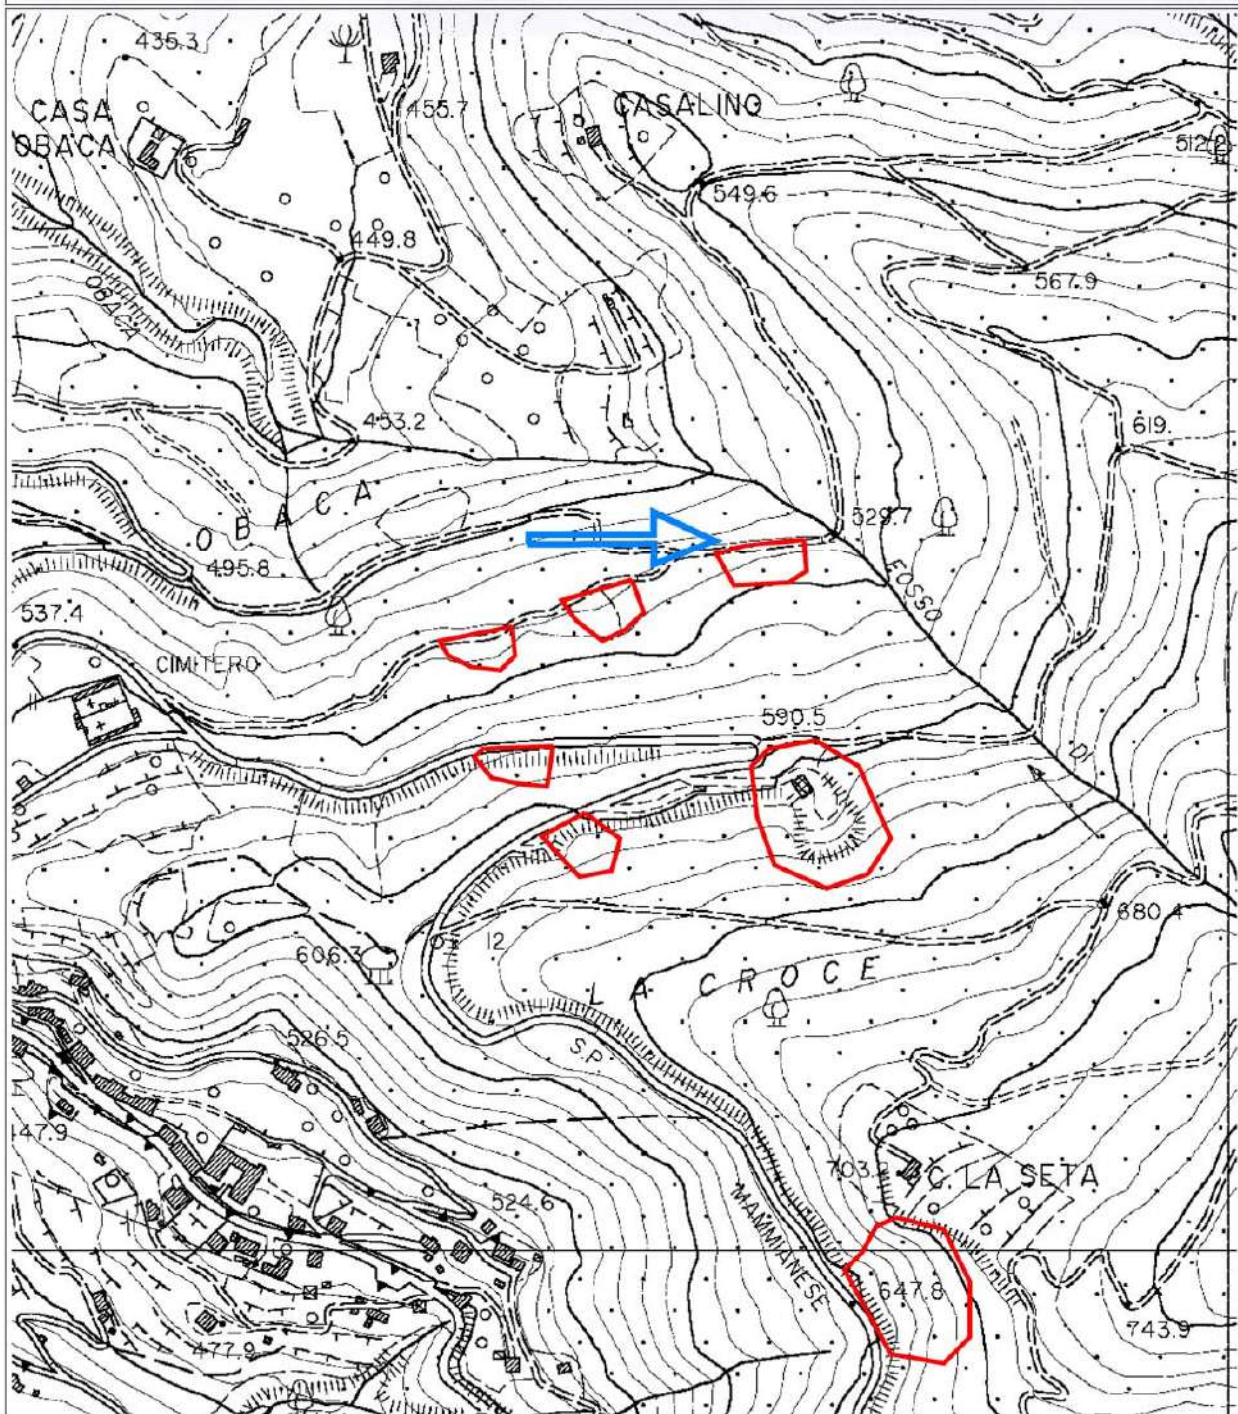 435.3
CASA
OBACA
455.7
CASALINO
512.2
549.6
449.8
567.9
OBACA
453.2
619.
OBACA
529.7
495.8
FOSSO
537.4
CIMITERO
590.5
DI
680.4
606.3
12
LA CROCE
526.5
S.P.
447.9
703.2
C. LA SETA
524.6
MAMMIANESE
647.8
477.9
743.9